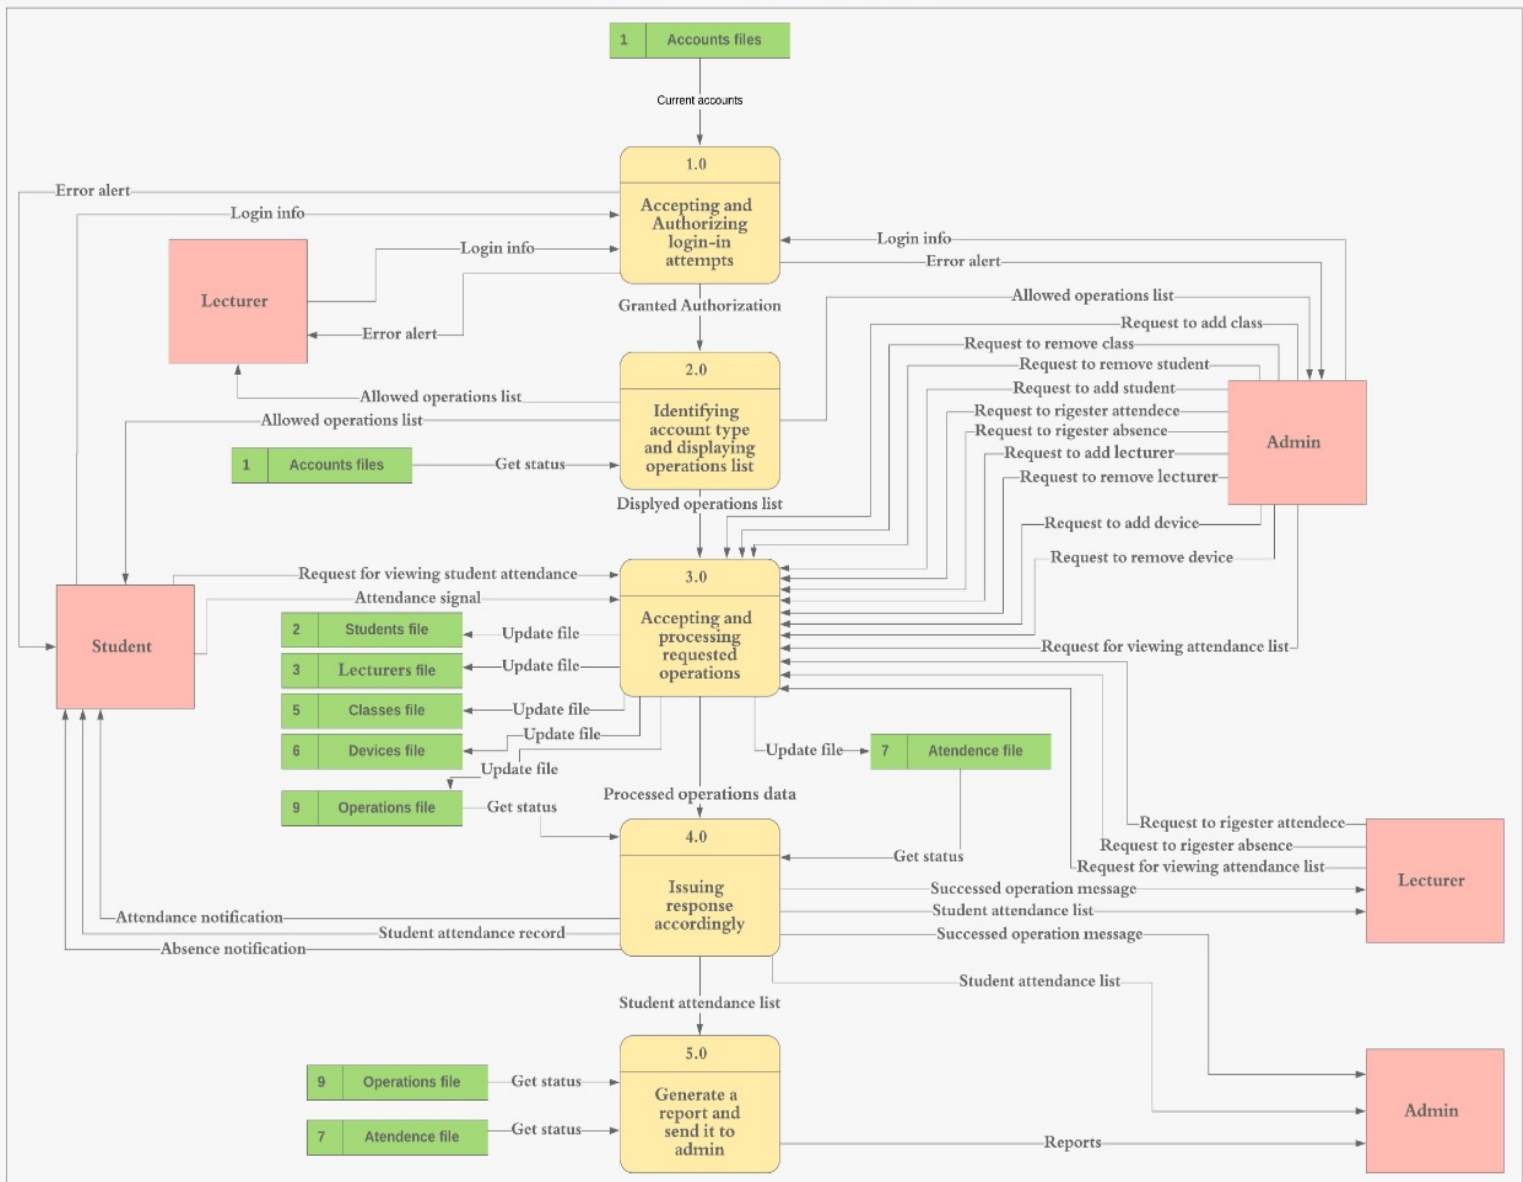 1 Accounts files
Current accounts
1.0
Accepting and
Authorizing
login-in
attempts
Error alert
Login info
Login info
Lecturer
Error alert
Login info
Error alert
Granted Authorization
Allowed operations list
Request to add class
Request to remove class
Request to remove student
Request to add student
Request to rigester attendece
Request to rigester absence
Request to add lecturer
Request to remove lecturer
Admin
Request to add device
Request to remove device
2.0
Identifying
account type
and displaying
operations list
Allowed operations list
Allowed operations list
1 Accounts files
Get status
Displyed operations list
Request for viewing student attendance
Attendance signal
Student
3.0
Accepting and
processing
requested
operations
Request for viewing attendance list
2 Students file
Update file
3 Lecturers file
Update file
5 Classes file
Update file
6 Devices file
Update file
Update file
9 Operations file
Get status
Update file
7 Atendence file
Processed operations data
Get status
4.0
Issuing
response
accordingly
Request to rigester attendece
Request to rigester absence
Request for viewing attendance list
Lecturer
Successed operation message
Student attendance list
Successed operation message
Student attendance list
Attendance notification
Student attendance record
Absence notification
Student attendance list
5.0
Generate a
report and
send it to
admin
9 Operations file
Get status
7 Atendence file
Get status
Reports
Admin